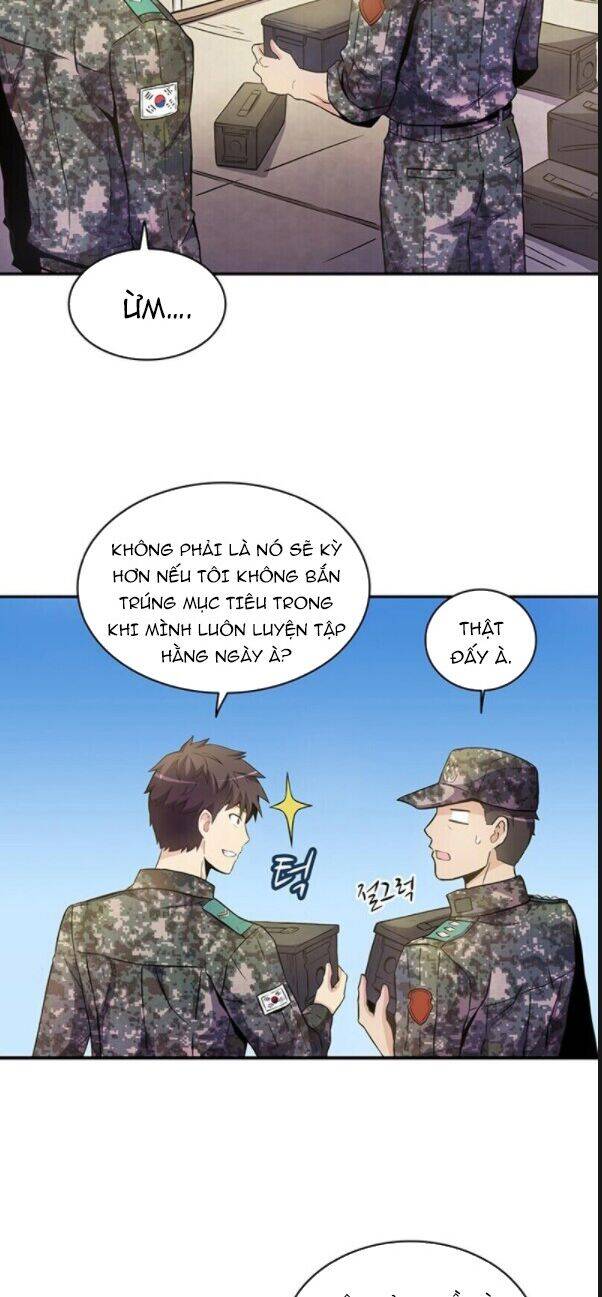 ỪM....
KHÔNG PHẢI LÀ NÓ SẼ KỲ
HƠN NẾU TÔI KHÔNG BẮN
TRÚNG MỤC TIÊU TRONG
KHI MÌNH LUÔN LUYỆN TẬP
HẰNG NGÀY À?
THẬT
ĐẤY À.
턱
절그럭